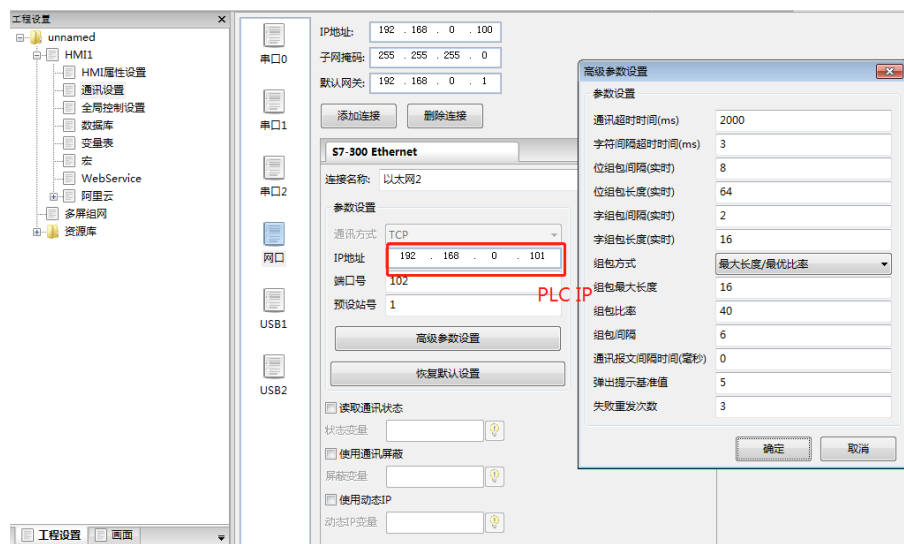 工程设置
unnamed
HMI1
HMI属性设置
通讯设置
全局控制设置
数据库
变量表
宏
WebService
阿里云
多屏组网
资源库
工程设置
画面
串口0
串口1
串口2
网口
USB1
USB2
IP地址: 192 . 168 . 0 . 100
子网掩码: 255 . 255 . 255 . 0
默认网关: 192 . 168 . 0 . 1
添加连接 删除连接
S7-300 Ethernet
连接名称: 以太网2
参数设置
通讯方式 TCP
IP地址 192 . 168 . 0 . 101
端口号 102
PLC IP
预设站号 1
高级参数设置
恢复默认设置
读取通讯状态
状态变量
使用通讯屏蔽
屏蔽变量
使用动态IP
动态IP变量
高级参数设置
参数设置
通讯超时时间(ms) 2000
字符间隔超时时间(ms) 3
位组包间隔(实时) 8
位组包长度(实时) 64
字组包间隔(实时) 2
字组包长度(实时) 16
组包方式 最大长度/最优比率
组包最大长度 16
组包比率 40
组包间隔 6
通讯报文间隔时间(毫秒) 0
弹出提示基准值 5
失败重发次数 3
确定 取消